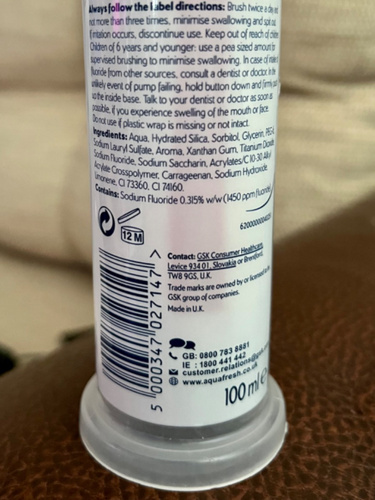 Always follow the label directions: Brush twice a day and
not more than three times, minimise swallowing and spit out.
If irritation occurs, discontinue use. Keep out of reach of children.
Children of 6 years and younger: use a pea sized amount for
supervised brushing to minimise swallowing. In case of intake of
fluoride from other sources, consult a dentist or doctor. In the
unlikely event of pump failing, hold button down and firmly
the inside base. Talk to your dentist or doctor as soon as
possible, if you experience swelling of the mouth or face.
Do not use if plastic wrap is missing or not intact.
Ingredients: Aqua, Hydrated Silica, Sorbitol, Glycerin, PEG-
Sodium Lauryl Sulfate, Aroma, Xanthan Gum, Titanium Dioxide,
Sodium Fluoride, Sodium Saccharin, Acrylates/C10-30 Alkyl
Acrylate Crosspolymer, Carrageenan, Sodium Hydroxide,
Limonene, CI 73360, CI 74160.
Contains: Sodium Fluoride 0.315% w/w (1450 ppm fluoride)
12 M
Contact: GSK Consumer Healthcare,
Levice 934 01, Slovakia or Brentford,
TW8 9GS, U.K.
Trade marks are owned by or licensed to
GSK group of companies.
Made in U.K.
GB: 0800 783 8881
IE : 1800 441 442
customer.relations@gsk
www.aquafresh.co.uk
100 ml e
5 000347 027147 >